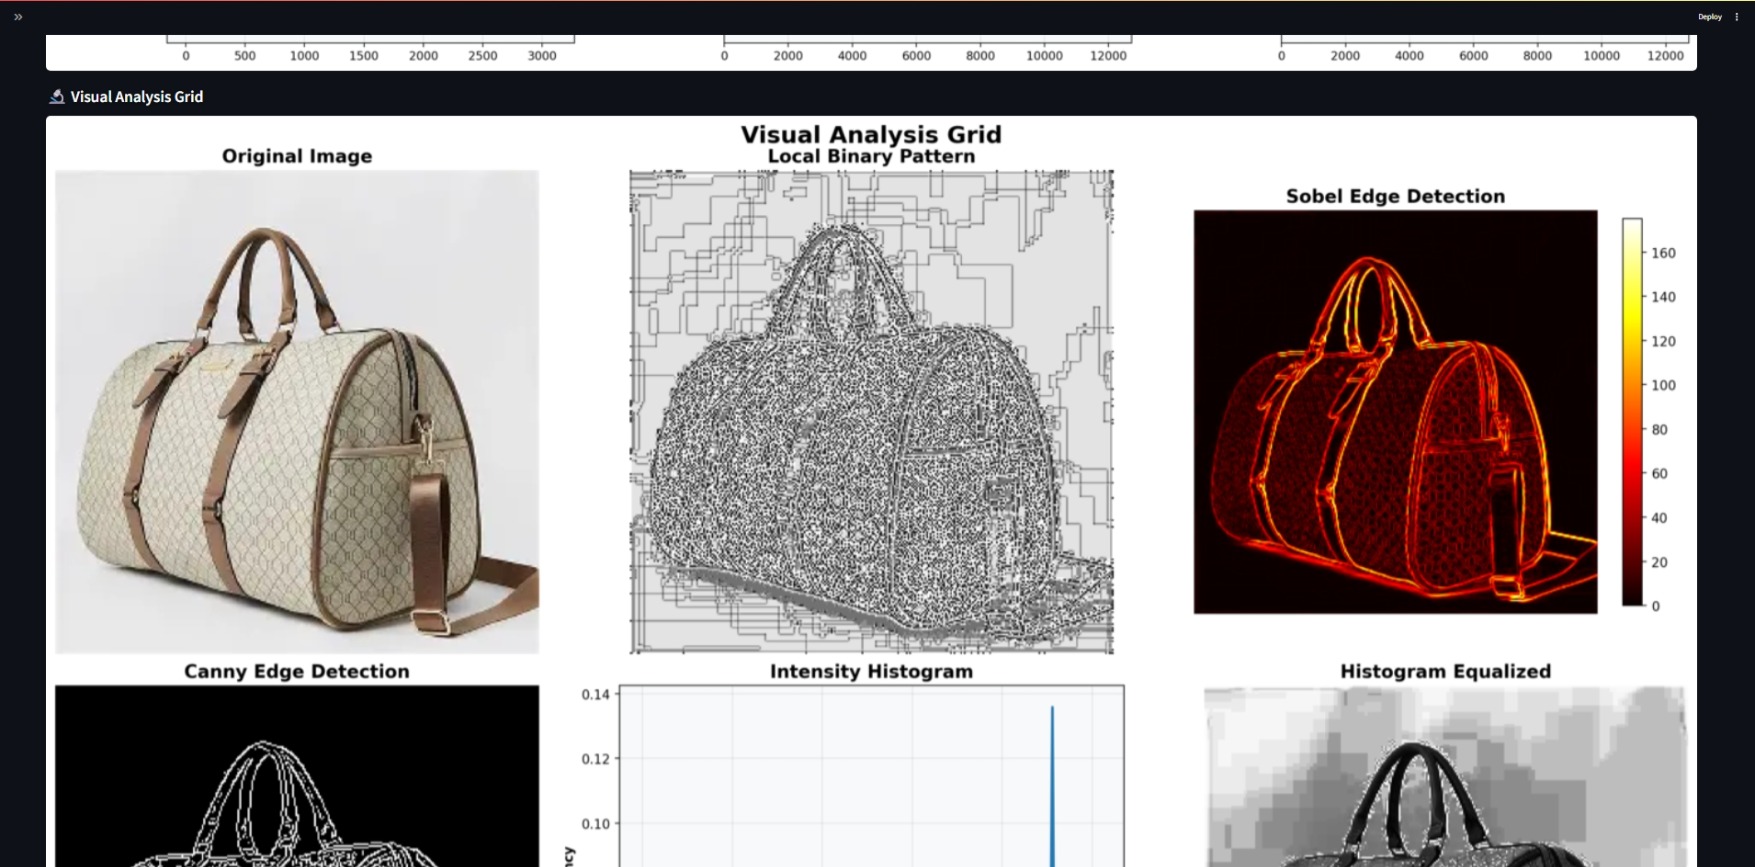 »
Deploy
0 500 1000 1500 2000 2500 3000
0 2000 4000 6000 8000 10000 12000
0 2000 4000 6000 8000 10000 12000
Visual Analysis Grid
Visual Analysis Grid
Original Image
Local Binary Pattern
Sobel Edge Detection
160
140
120
100
80
60
40
20
0
Canny Edge Detection
Intensity Histogram
Histogram Equalized
0.14
0.12
0.10